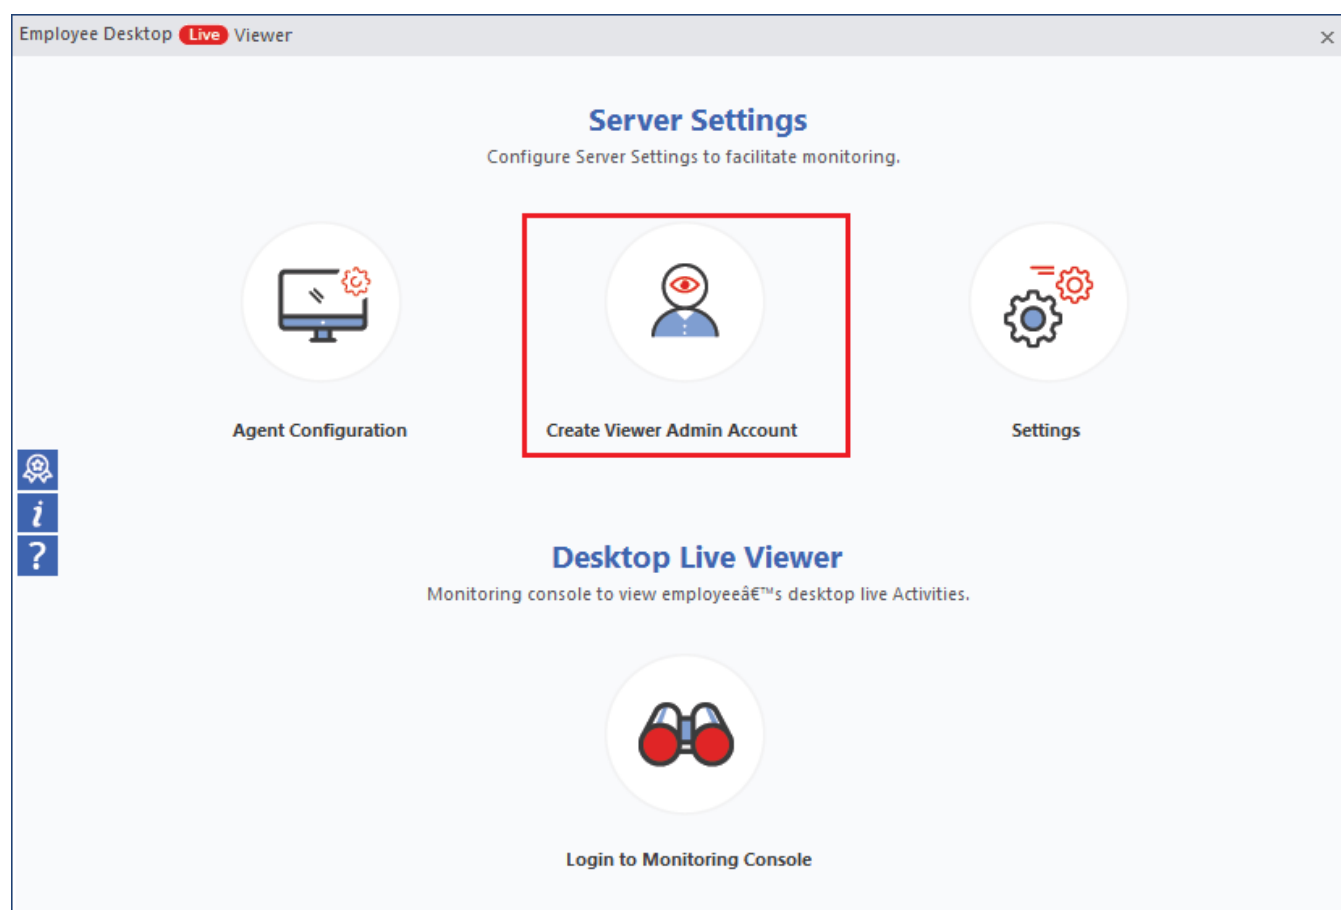 Employee Desktop Live Viewer
Server Settings
Configure Server Settings to facilitate monitoring.
Agent Configuration
Create Viewer Admin Account
Settings
i
?
Desktop Live Viewer
Monitoring console to view employeeâ€™s desktop live Activities.
Login to Monitoring Console